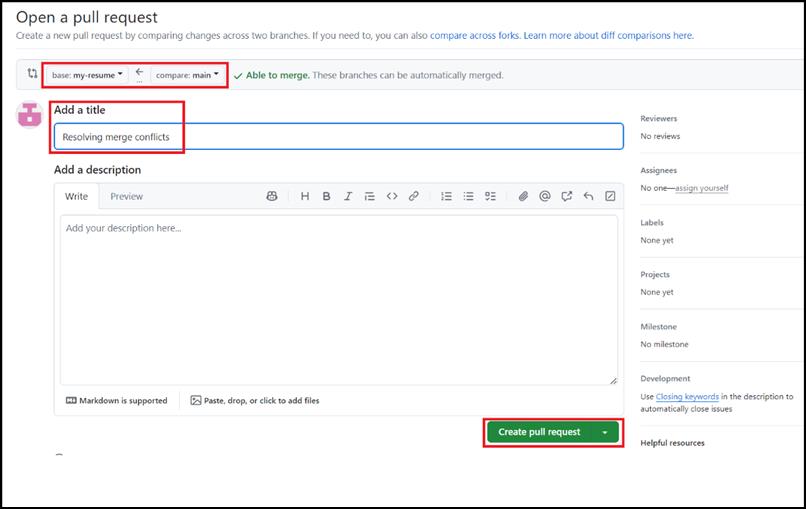 Open a pull request
Create a new pull request by comparing changes across two branches. If you need to, you can also compare across forks. Learn more about diff comparisons here.
base: my-resume
...
compare: main
Able to merge. These branches can be automatically merged.
Add a title
Resolving merge conflicts
Add a description
Write Preview
H B I
Add your description here...
Markdown is supported
Paste, drop, or click to add files
Create pull request
Reviewers
No reviews
Assignees
No one—assign yourself
Labels
None yet
Projects
None yet
Milestone
No milestone
Development
Use Closing keywords in the description to
automatically close issues
Helpful resources